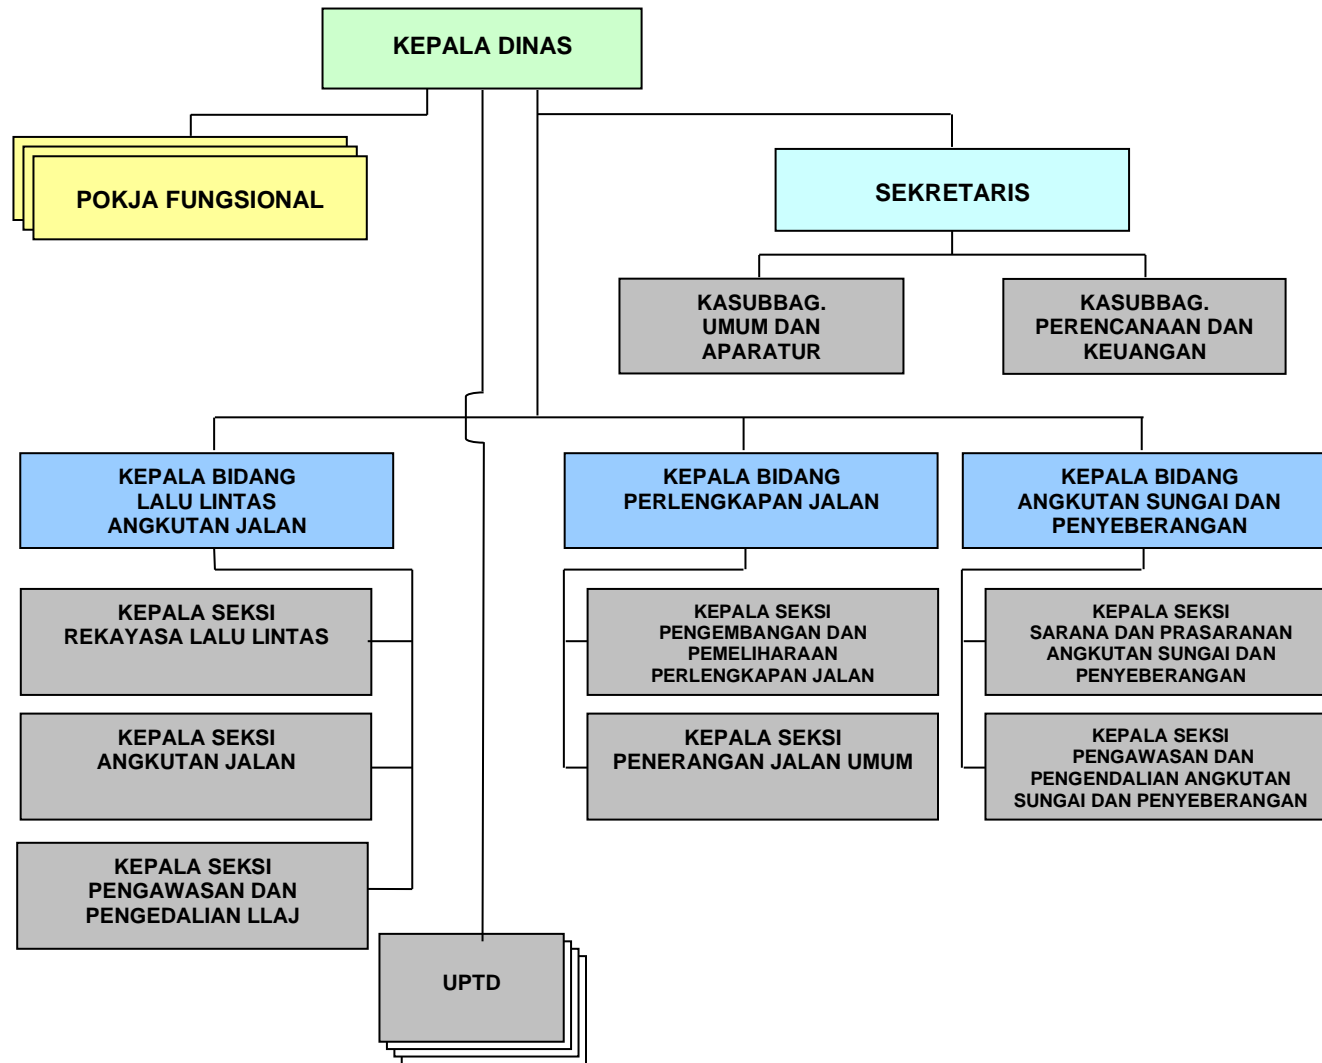 KEPALA DINAS
POKJA FUNGSIONAL
SEKRETARIS
KASUBBAG.
UMUM DAN
APARATUR
KASUBBAG.
PERENCANAAN DAN
KEUANGAN
KEPALA BIDANG
LALU LINTAS
ANGKUTAN JALAN
KEPALA BIDANG
PERLENGKAPAN JALAN
KEPALA BIDANG
ANGKUTAN SUNGAI DAN
PENYEBERANGAN
KEPALA SEKSI
REKAYASA LALU LINTAS
KEPALA SEKSI
PENGEMBANGAN DAN
PEMELIHARAAN
PERLENGKAPAN JALAN
KEPALA SEKSI
SARANA DAN PRASARANAN
ANGKUTAN SUNGAI DAN
PENYEBERANGAN
KEPALA SEKSI
ANGKUTAN JALAN
KEPALA SEKSI
PENERANGAN JALAN UMUM
KEPALA SEKSI
PENGAWASAN DAN
PENGENDALIAN ANGKUTAN
SUNGAI DAN PENYEBERANGAN
KEPALA SEKSI
PENGAWASAN DAN
PENGEDALIAN LLAJ
UPTD